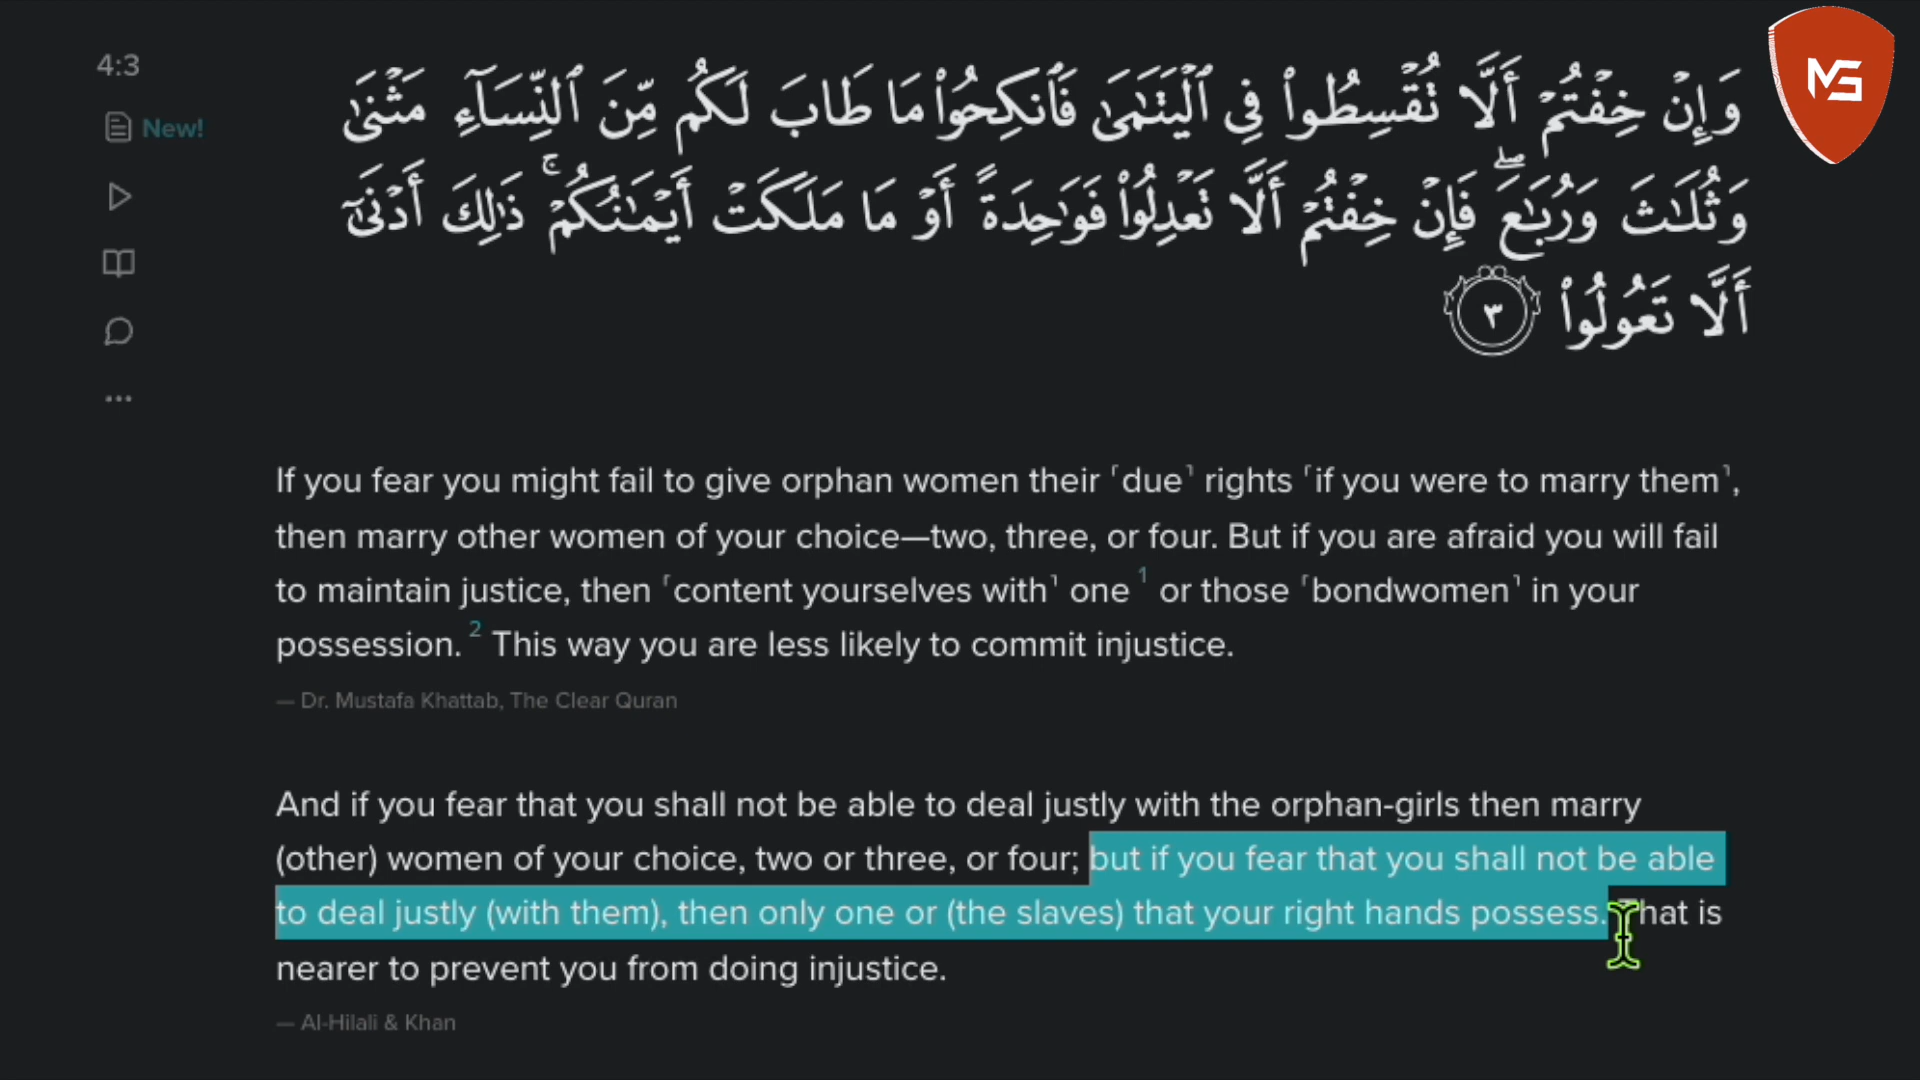 4:3
New!
وَإِنْ خِفْتُمْ أَلَّا تُقْسِطُوا۟ فِى ٱلْيَتَـٰمَىٰ فَٱنكِحُوا۟ مَا طَابَ لَكُم مِّنَ ٱلنِّسَآءِ مَثْنَىٰ
وَثُلَـٰثَ وَرُبَـٰعَ ۖ فَإِنْ خِفْتُمْ أَلَّا تَعْدِلُوا۟ فَوَٰحِدَةً أَوْ مَا مَلَكَتْ أَيْمَـٰنُكُمْ ۚ ذَٰلِكَ أَدْنَىٰٓ
أَلَّا تَعُولُوا۟ ٣
If you fear you might fail to give orphan women their ˹due˺ rights ˹if you were to marry them˺,
then marry other women of your choice—two, three, or four. But if you are afraid you will fail
to maintain justice, then ˹content yourselves with˺ one 1 or those ˹bondwomen˺ in your
possession. 2 This way you are less likely to commit injustice.
— Dr. Mustafa Khattab, The Clear Quran
And if you fear that you shall not be able to deal justly with the orphan-girls then marry
(other) women of your choice, two or three, or four; but if you fear that you shall not be able
to deal justly (with them), then only one or (the slaves) that your right hands possess. That is
nearer to prevent you from doing injustice.
— Al-Hilali & Khan
MS